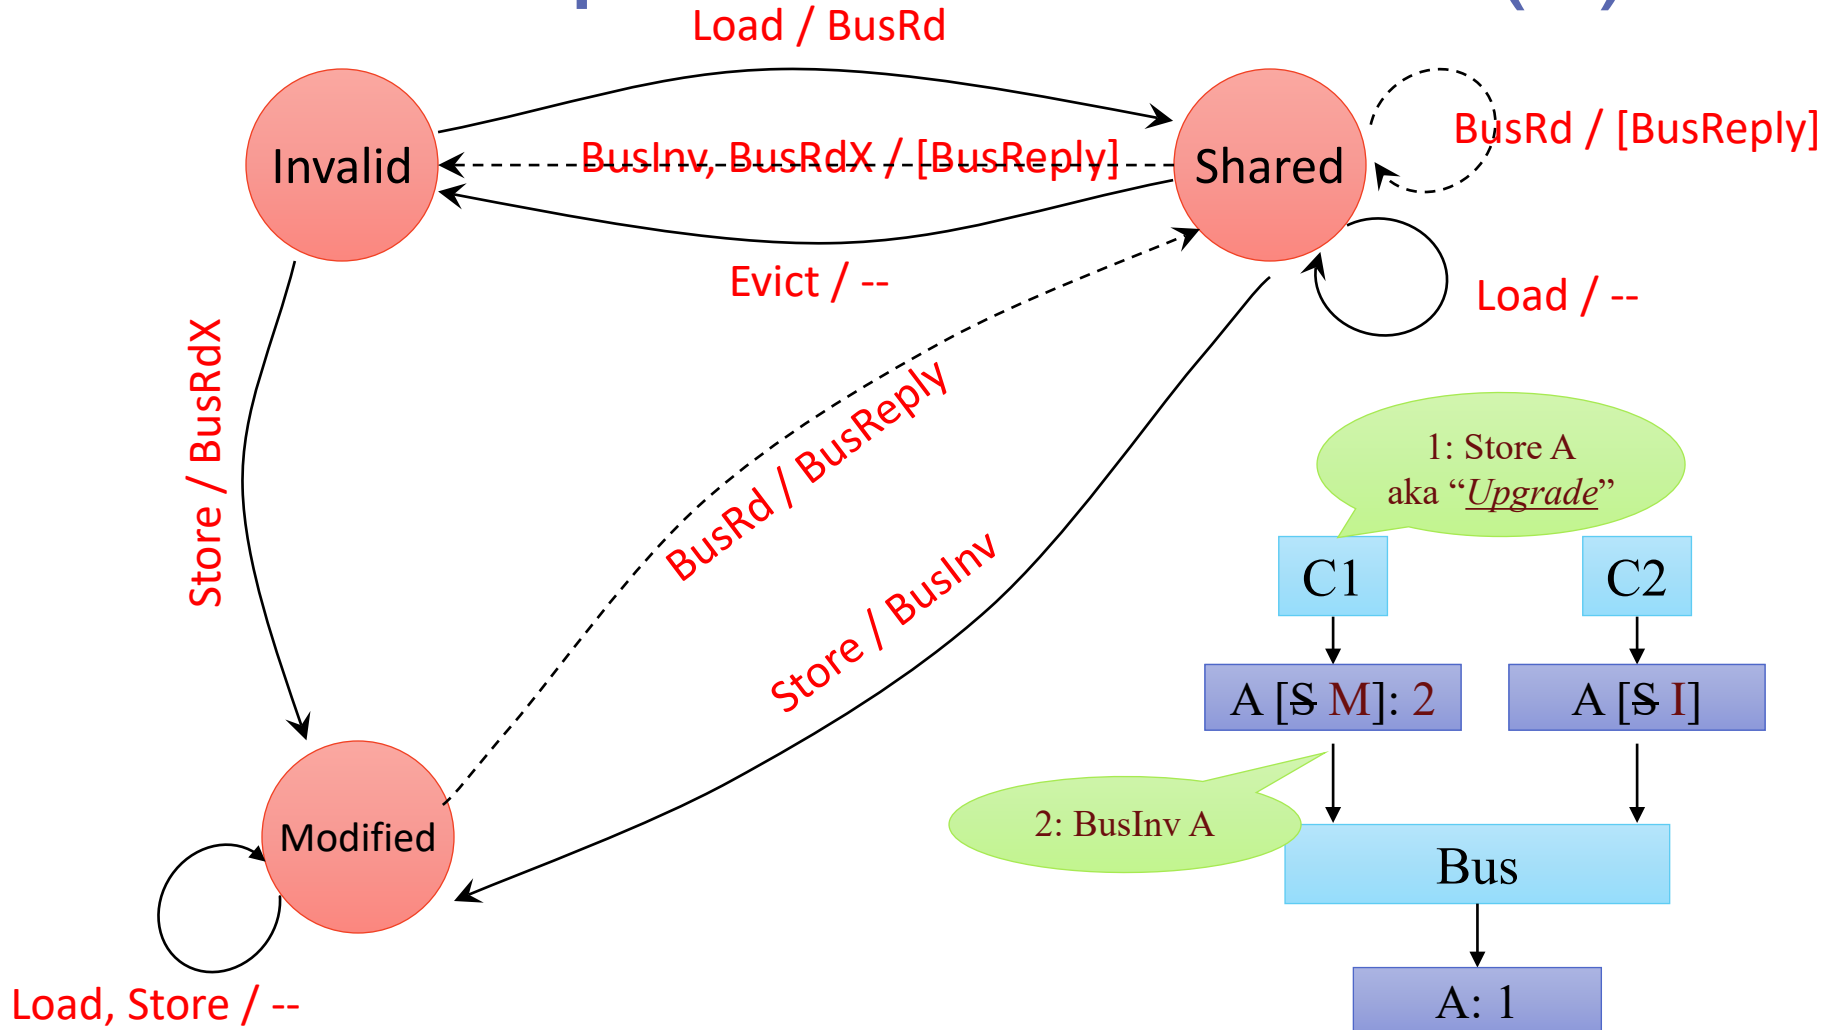 Load / BusRd
Invalid
BusInv, BusRdX / [BusReply]
Shared
BusRd / [BusReply]
Evict / --
Load / --
Store / BusRdX
BusRd / BusReply
Store / BusInv
1: Store A
aka “Upgrade”
C1
C2
A [S M]: 2
A [S I]
Modified
2: BusInv A
Bus
Load, Store / --
A: 1